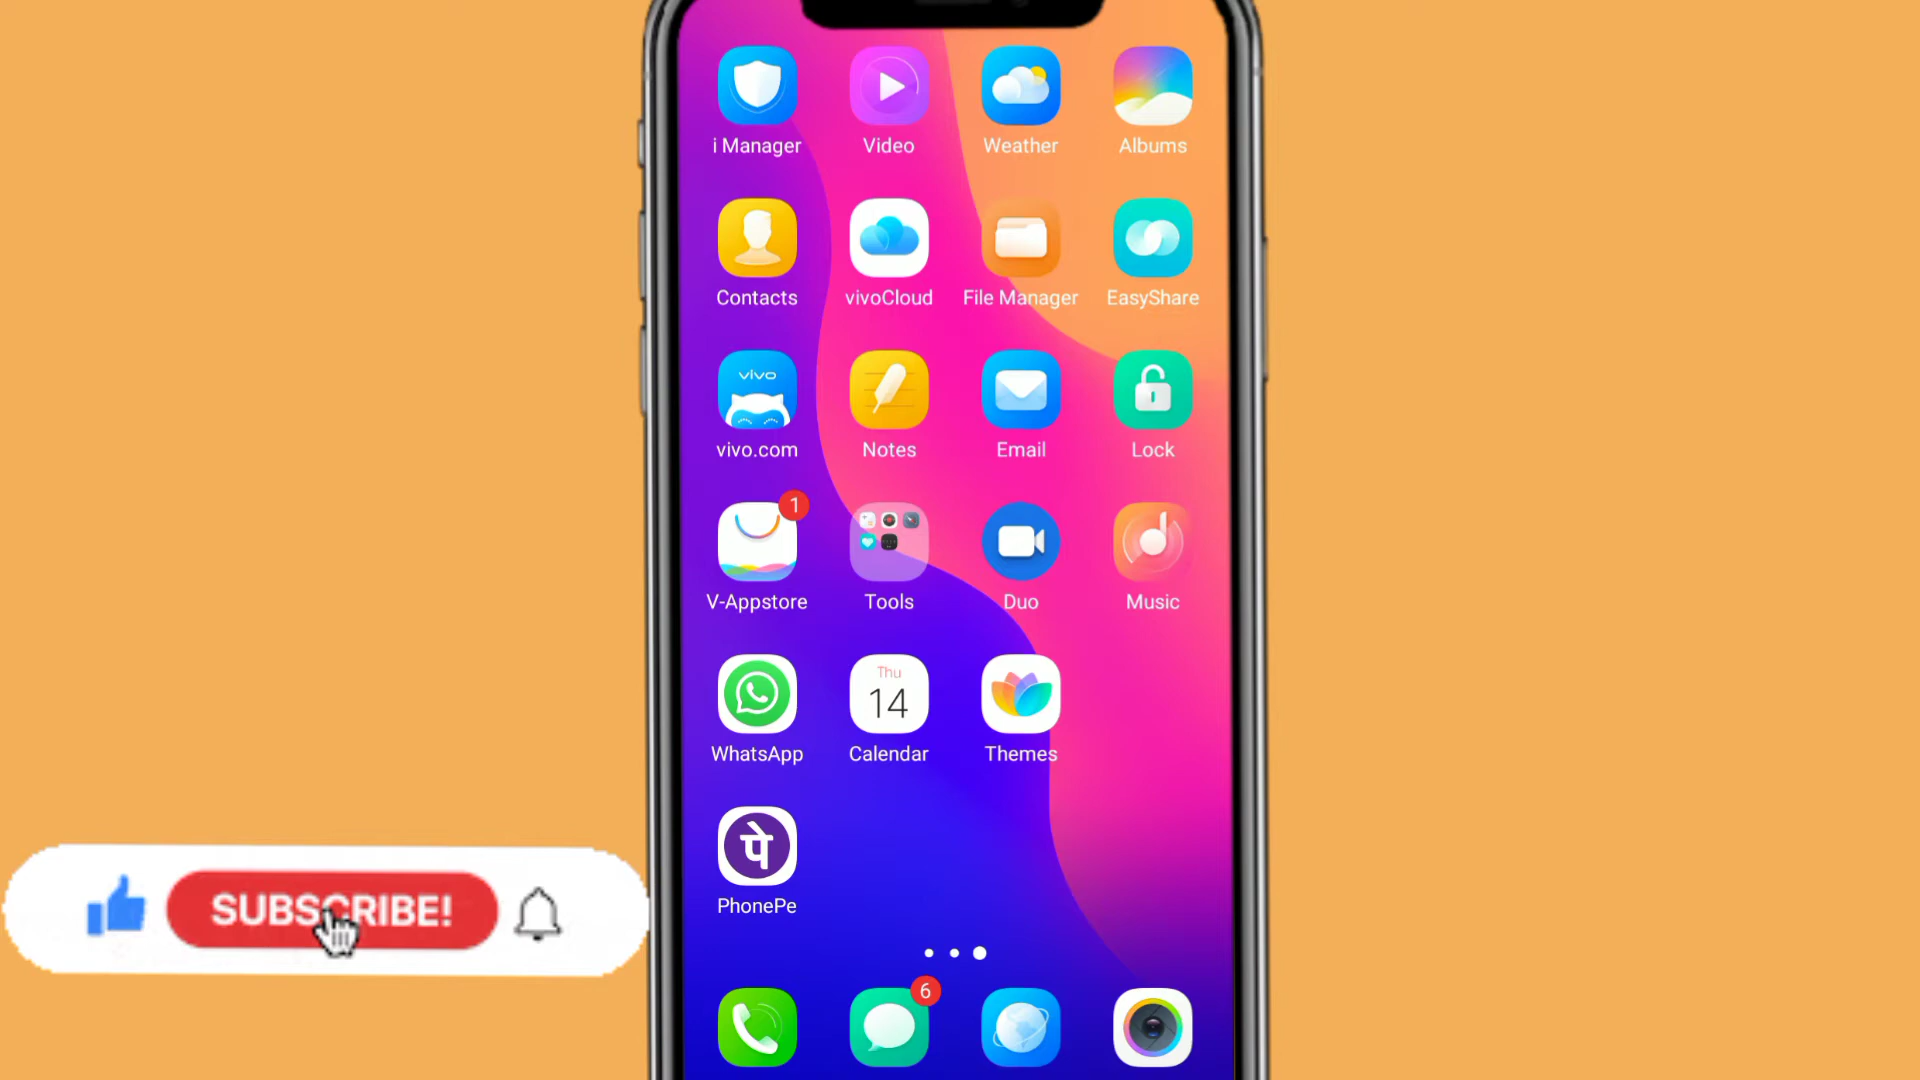 i Manager Video Weather Albums
Contacts vivoCloud File Manager EasyShare
vivo
vivo.com Notes Email Lock
1
V-Appstore Tools Duo Music
Thu
14
WhatsApp Calendar Themes
पे
PhonePe
SUBSCRIBE!
6